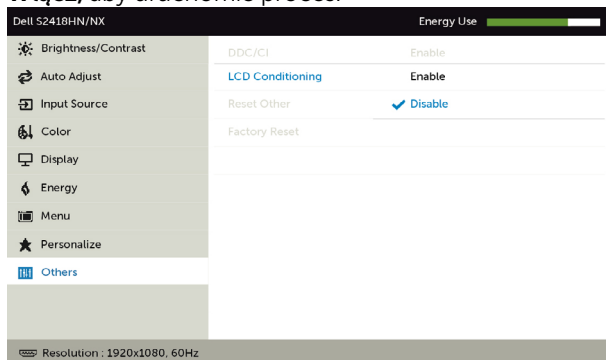 aby uruchomić proces.
Dell S2418HN/NX Energy Use
Brightness/Contrast
DDC/CI Enable
Auto Adjust
LCD Conditioning Enable
Input Source
Reset Other Disable
Color
Factory Reset
Display
Energy
Menu
Personalize
Others
Resolution : 1920x1080, 60Hz